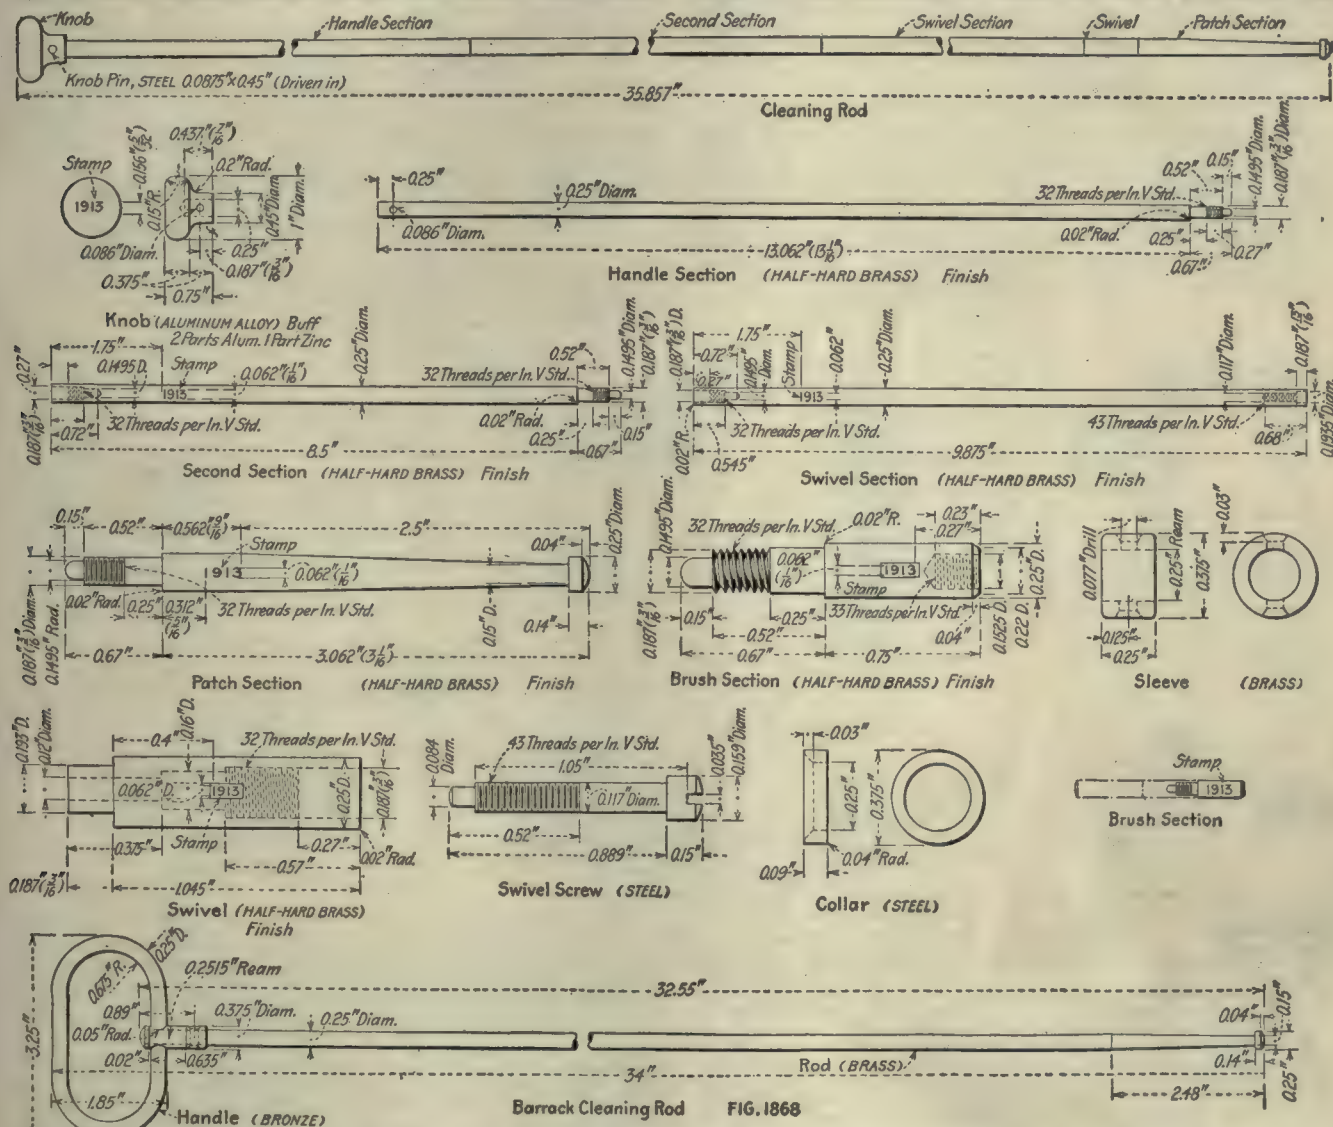 Knob
Handle Section
Second Section
Swivel Section
Swivel
Patch Section
Knob Pin, STEEL 0.0875"x0.45" (Driven in)
35.857"
Cleaning Rod
Stamp
1913
0.156"(5/32")
0.437"(7/16")
0.2"Rad.
0.15"R.
0.45"Diam.
1"Diam.
0.086"Diam.
0.25"
0.187"(3/16")
0.375"
0.75"
Knob (ALUMINUM ALLOY) Buff
2 Parts Alum. 1 Part Zinc
0.25"
0.25"Diam.
0.086"Diam.
13.062"(13 1/16")
32 Threads per In. V Std.
0.52"
0.15"
0.1495"Diam.
0.187"(3/16")Diam.
0.02"Rad.
0.25"
0.27"
0.67"
Handle Section (HALF-HARD BRASS) Finish
0.27"
1.75"
0.1495 D.
Stamp
1913
0.062"(1/16")
0.25"Diam.
32 Threads per In. V Std.
0.52"
0.1495"Diam.
0.187"(3/16")
0.187"(3/16")
0.72"
32 Threads per In. V Std.
0.02"Rad.
0.25"
0.15"
8.5"
0.67"
Second Section (HALF-HARD BRASS) Finish
0.187"(3/16")D.
1.75"
0.72"
0.27"
0.1495"
Diam.
Stamp
1913
0.062"
0.25"Diam.
0.117"Diam.
0.187"
32 Threads per In. V Std.
43 Threads per In. V Std.
0.68"
0.1935"Diam.
0.02"R.
0.545"
9.875"
Swivel Section (HALF-HARD BRASS) Finish
0.15"
0.52"
0.562"(9/16")
2.5"
Stamp
1913
0.062"(1/16")
0.04"
0.25"Diam.
0.02"Rad.
0.25"
0.312"
(5/16")
32 Threads per In. V Std.
0.15"D.
0.14"
0.187"(3/16")Diam.
0.1495" Rad.
0.67"
3.062"(3 1/16")
Patch Section (HALF-HARD BRASS) Finish
0.1495"Diam.
32 Threads per In. V Std.
0.02"R.
0.23"
0.27"
0.062"
(1/16")
1913
Stamp
33 Threads per In. V Std.
0.04"
0.25"D.
0.1525 D.
0.22 D.
0.187"(3/16")
0.15"
0.25"
0.52"
0.67"
0.75"
Brush Section (HALF-HARD BRASS) Finish
0.077"Drill
0.25"Ream
0.375"
0.03"
0.125"
0.25"
Sleeve (BRASS)
0.193"D.
0.12"Diam.
0.4"
0.16"D.
32 Threads per In. V Std.
0.062" D.
1913
0.25D.
0.187(3/16")
0.375"
Stamp
0.27"
0.02"Rad.
0.57"
0.187"
1.045"
Swivel (HALF-HARD BRASS)
Finish
0.084
Diam.
43 Threads per In. V Std.
1.05"
0.117"Diam.
0.035"
0.159"Diam.
0.52"
0.889"
0.15"
Swivel Screw (STEEL)
0.03"
0.25"
0.375"
0.04"Rad.
0.09"
Collar (STEEL)
Stamp
1913
Brush Section
3.25"
0.25"D.
0.675"R.
0.2515"Ream
32.55"
0.89"
0.375"Diam.
0.25"Diam.
0.05"Rad.
0.02"
0.635"
0.04"
0.15"
Rod (BRASS)
0.14"
0.25"
34"
2.48"
1.85"
Handle (BRONZE)
Barrack Cleaning Rod FIG. 1868